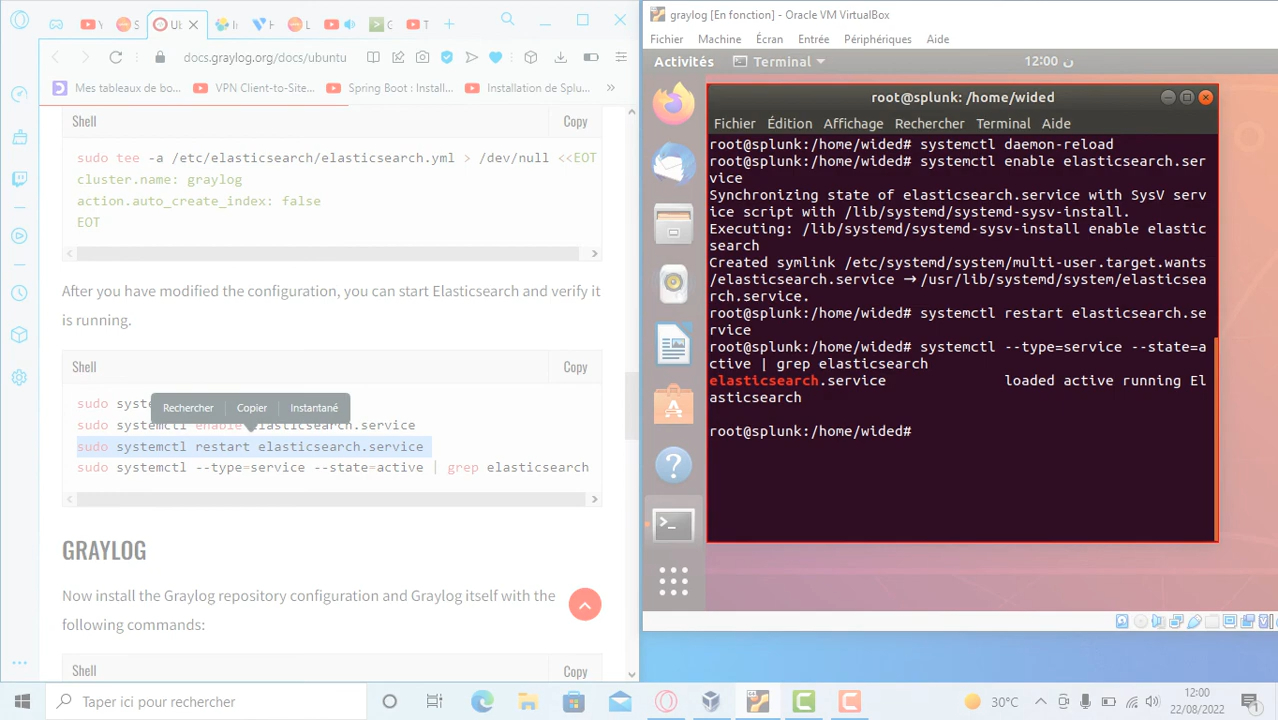 docs.graylog.org/docs/ubuntu
Mes tableaux de bo...
VPN Client-to-Site...
Spring Boot : Install...
Installation de Splu...
»
Shell
Copy
sudo tee -a /etc/elasticsearch/elasticsearch.yml > /dev/null <<EOT
cluster.name: graylog
action.auto_create_index: false
EOT
After you have modified the configuration, you can start Elasticsearch and verify it
is running.
Shell
Copy
sudo syste
Rechercher
Copier
Instantané
sudo systemctl enable elasticsearch.service
sudo systemctl restart elasticsearch.service
sudo systemctl --type=service --state=active | grep elasticsearch
GRAYLOG
Now install the Graylog repository configuration and Graylog itself with the
following commands:
Shell
Copy
graylog [En fonction] - Oracle VM VirtualBox
Fichier Machine Écran Entrée Périphériques Aide
Activités
Terminal
12:00 ن
root@splunk: /home/wided
Fichier Édition Affichage Rechercher Terminal Aide
root@splunk:/home/wided# systemctl daemon-reload
root@splunk:/home/wided# systemctl enable elasticsearch.ser
vice
Synchronizing state of elasticsearch.service with SysV serv
ice script with /lib/systemd/systemd-sysv-install.
Executing: /lib/systemd/systemd-sysv-install enable elastic
search
Created symlink /etc/systemd/system/multi-user.target.wants
/elasticsearch.service → /usr/lib/systemd/system/elasticsea
rch.service.
root@splunk:/home/wided# systemctl restart elasticsearch.se
rvice
root@splunk:/home/wided# systemctl --type=service --state=a
ctive | grep elasticsearch
elasticsearch.service loaded active running El
asticsearch
root@splunk:/home/wided#
Taper ici pour rechercher
30°C
12:00
22/08/2022
1